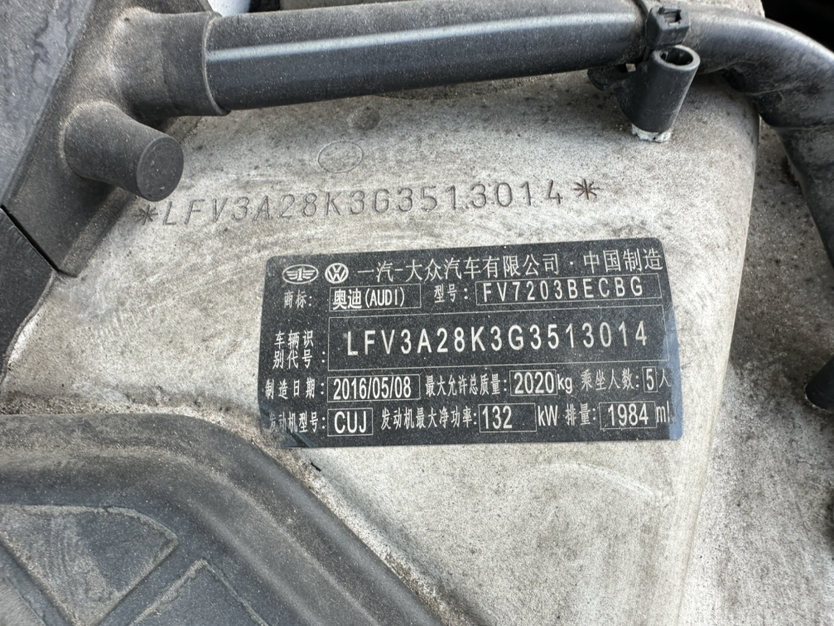 *LFV3A28K3G3513014*
一汽-大众汽车有限公司·中国制造
商标: 奥迪(AUDI) 型号: FV7203BECBG
车辆识别代号: LFV3A28K3G3513014
制造日期: 2016/05/08 最大允许总质量: 2020kg 乘坐人数: 5人
发动机型号: CUJ 发动机最大净功率: 132 kW 排量: 1984 ml